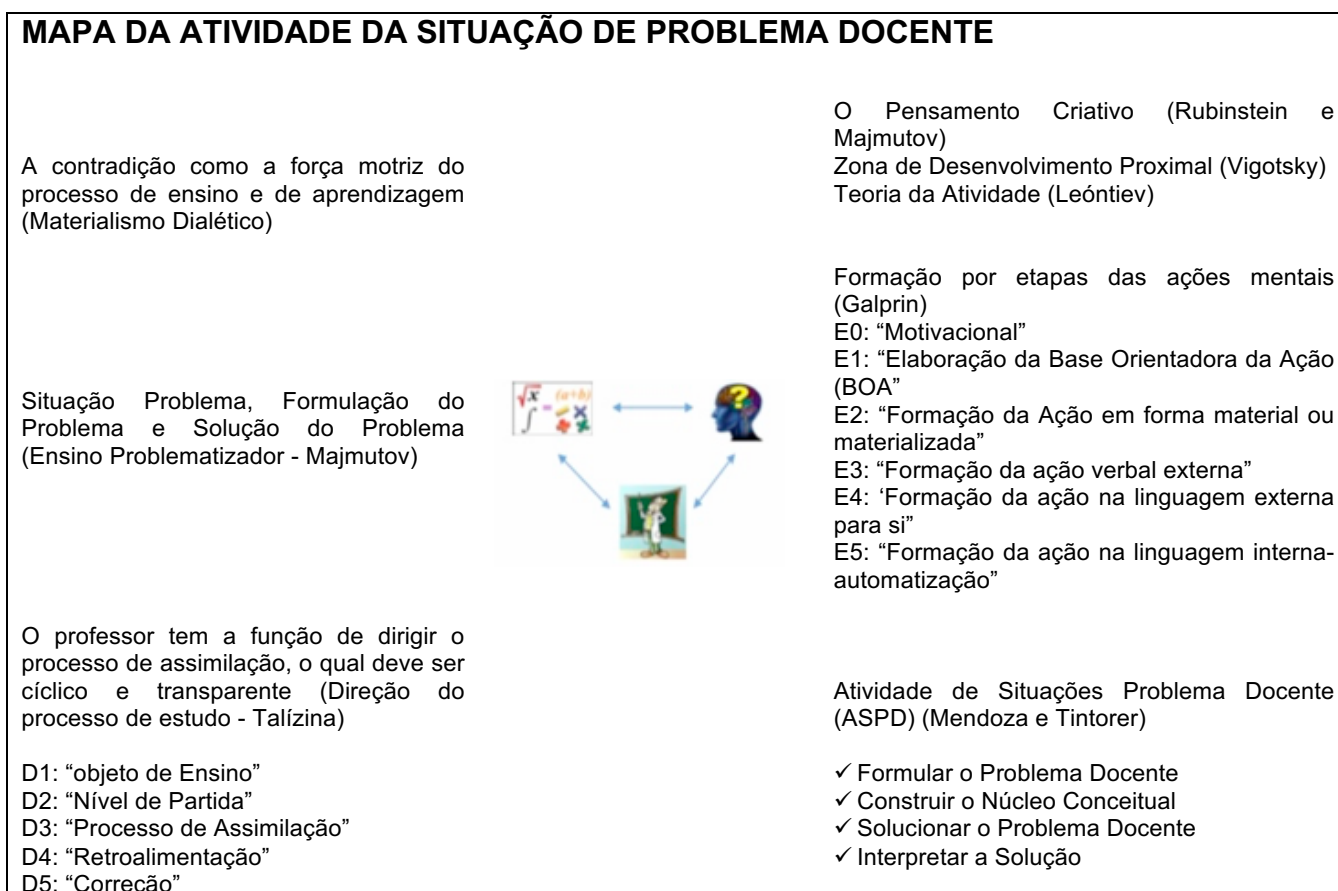 MAPA DA ATIVIDADE DA SITUAÇÃO DE PROBLEMA DOCENTE
A contradição como a força motriz do
processo de ensino e de aprendizagem
(Materialismo Dialético)
Situação Problema, Formulação do
Problema e Solução do Problema
(Ensino Problematizador - Majmutov)
O professor tem a função de dirigir o
processo de assimilação, o qual deve ser
cíclico e transparente (Direção do
processo de estudo - Talízina)
D1: “objeto de Ensino”
D2: “Nível de Partida”
D3: “Processo de Assimilação”
D4: “Retroalimentação”
D5: “Correção”
√x (a+b)
∫ = ÷ × + ×
?
O Pensamento Criativo (Rubinstein e
Majmutov)
Zona de Desenvolvimento Proximal (Vigotsky)
Teoria da Atividade (Leóntiev)
Formação por etapas das ações mentais
(Galprin)
E0: “Motivacional”
E1: “Elaboração da Base Orientadora da Ação
(BOA”
E2: “Formação da Ação em forma material ou
materializada”
E3: “Formação da ação verbal externa”
E4: ‘Formação da ação na linguagem externa
para si”
E5: “Formação da ação na linguagem interna-
automatização”
Atividade de Situações Problema Docente
(ASPD) (Mendoza e Tintorer)
✓ Formular o Problema Docente
✓ Construir o Núcleo Conceitual
✓ Solucionar o Problema Docente
✓ Interpretar a Solução